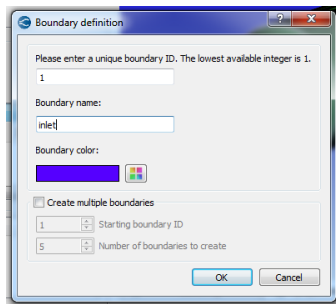 Boundary definition
Please enter a unique boundary ID. The lowest available integer is 1.
1
Boundary name:
inlet
Boundary color:
Create multiple boundaries
1 Starting boundary ID
5 Number of boundaries to create
OK Cancel